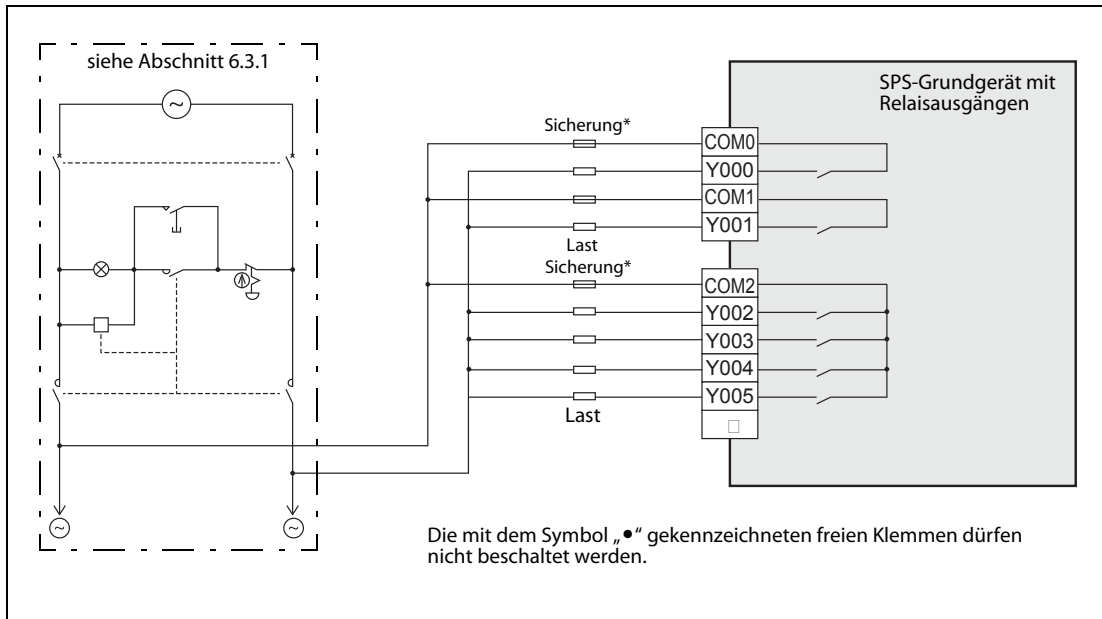 siehe Abschnitt 6.3.1
SPS-Grundgerät mit
Relaisausgängen
Sicherung*
COM0
Y000
COM1
Y001
Last
Sicherung*
COM2
Y002
Y003
Y004
Y005
Last
Die mit dem Symbol „●“ gekennzeichneten freien Klemmen dürfen
nicht beschaltet werden.